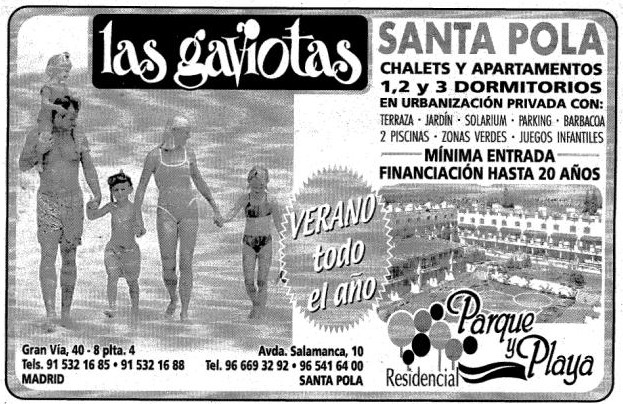 las gaviotas
SANTA POLA
CHALETS Y APARTAMENTOS
1,2 y 3 DORMITORIOS
EN URBANIZACIÓN PRIVADA CON:
TERRAZA · JARDÍN · SOLARIUM · PARKING · BARBACOA
2 PISCINAS · ZONAS VERDES · JUEGOS INFANTILES
MÍNIMA ENTRADA
FINANCIACIÓN HASTA 20 AÑOS
VERANO
todo
el año
Gran Vía, 40 - 8 plta. 4
Tels. 91 532 16 85 • 91 532 16 88
MADRID
Avda. Salamanca, 10
Tel. 96 669 32 92 • 96 541 64 00
SANTA POLA
Residencial
Parque
y
Playa